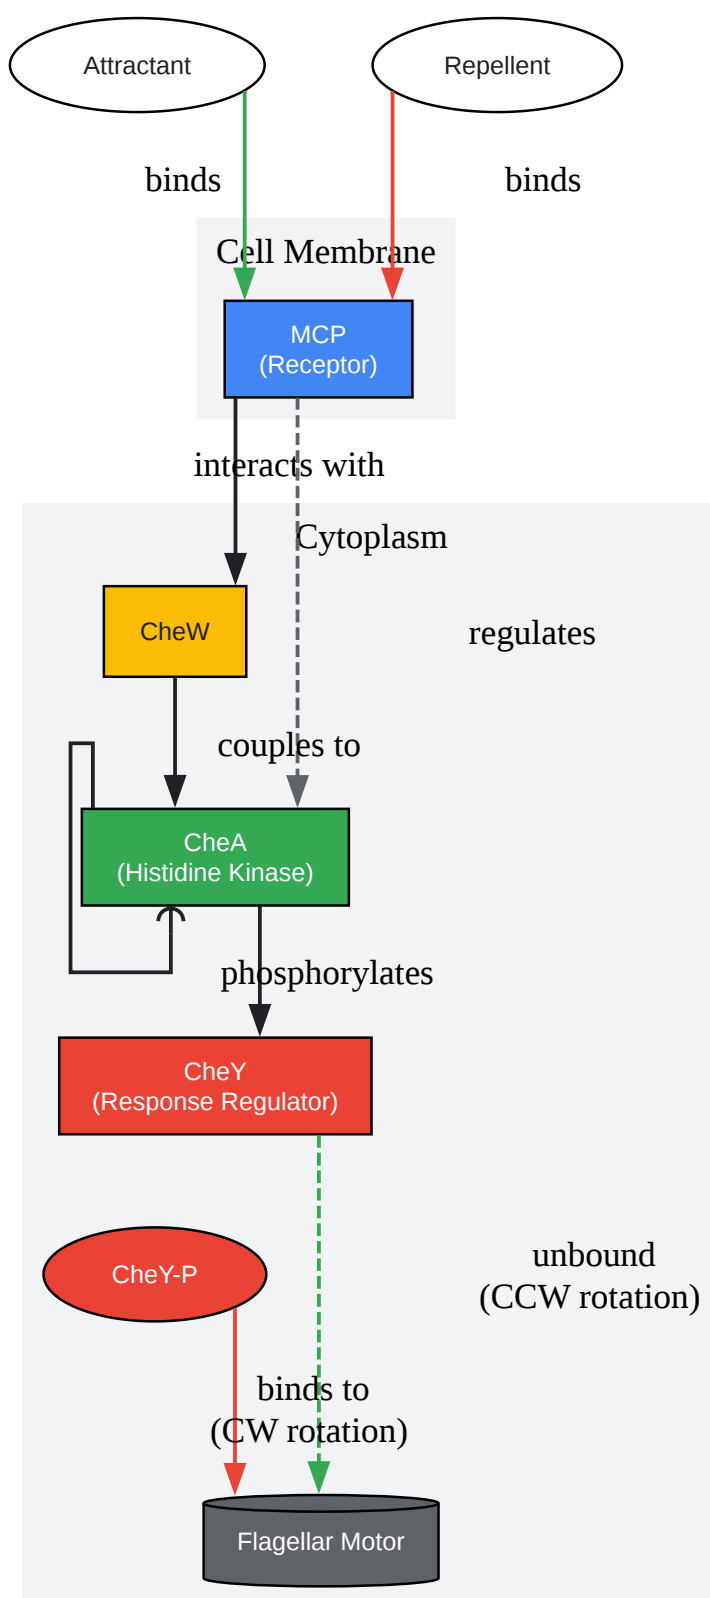 Attractant
Repellent
binds
binds
Cell Membrane
MCP
(Receptor)
interacts with
Cytoplasm
CheW
regulates
couples to
CheA
(Histidine Kinase)
phosphorylates
CheY
(Response Regulator)
CheY-P
unbound
(CCW rotation)
binds to
(CW rotation)
Flagellar Motor